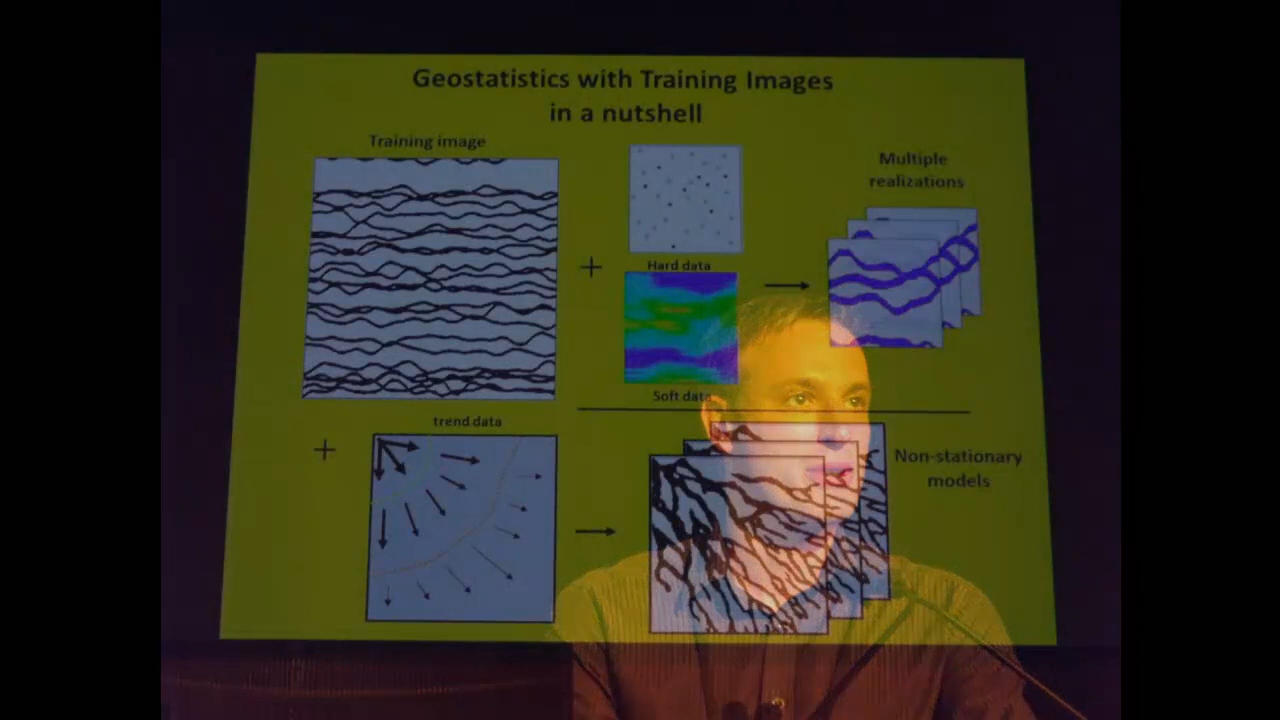 Geostatistics with Training Images
in a nutshell
Training image
Multiple
realizations
+
Hard data
Soft data
trend data
+
Non-stationary
models